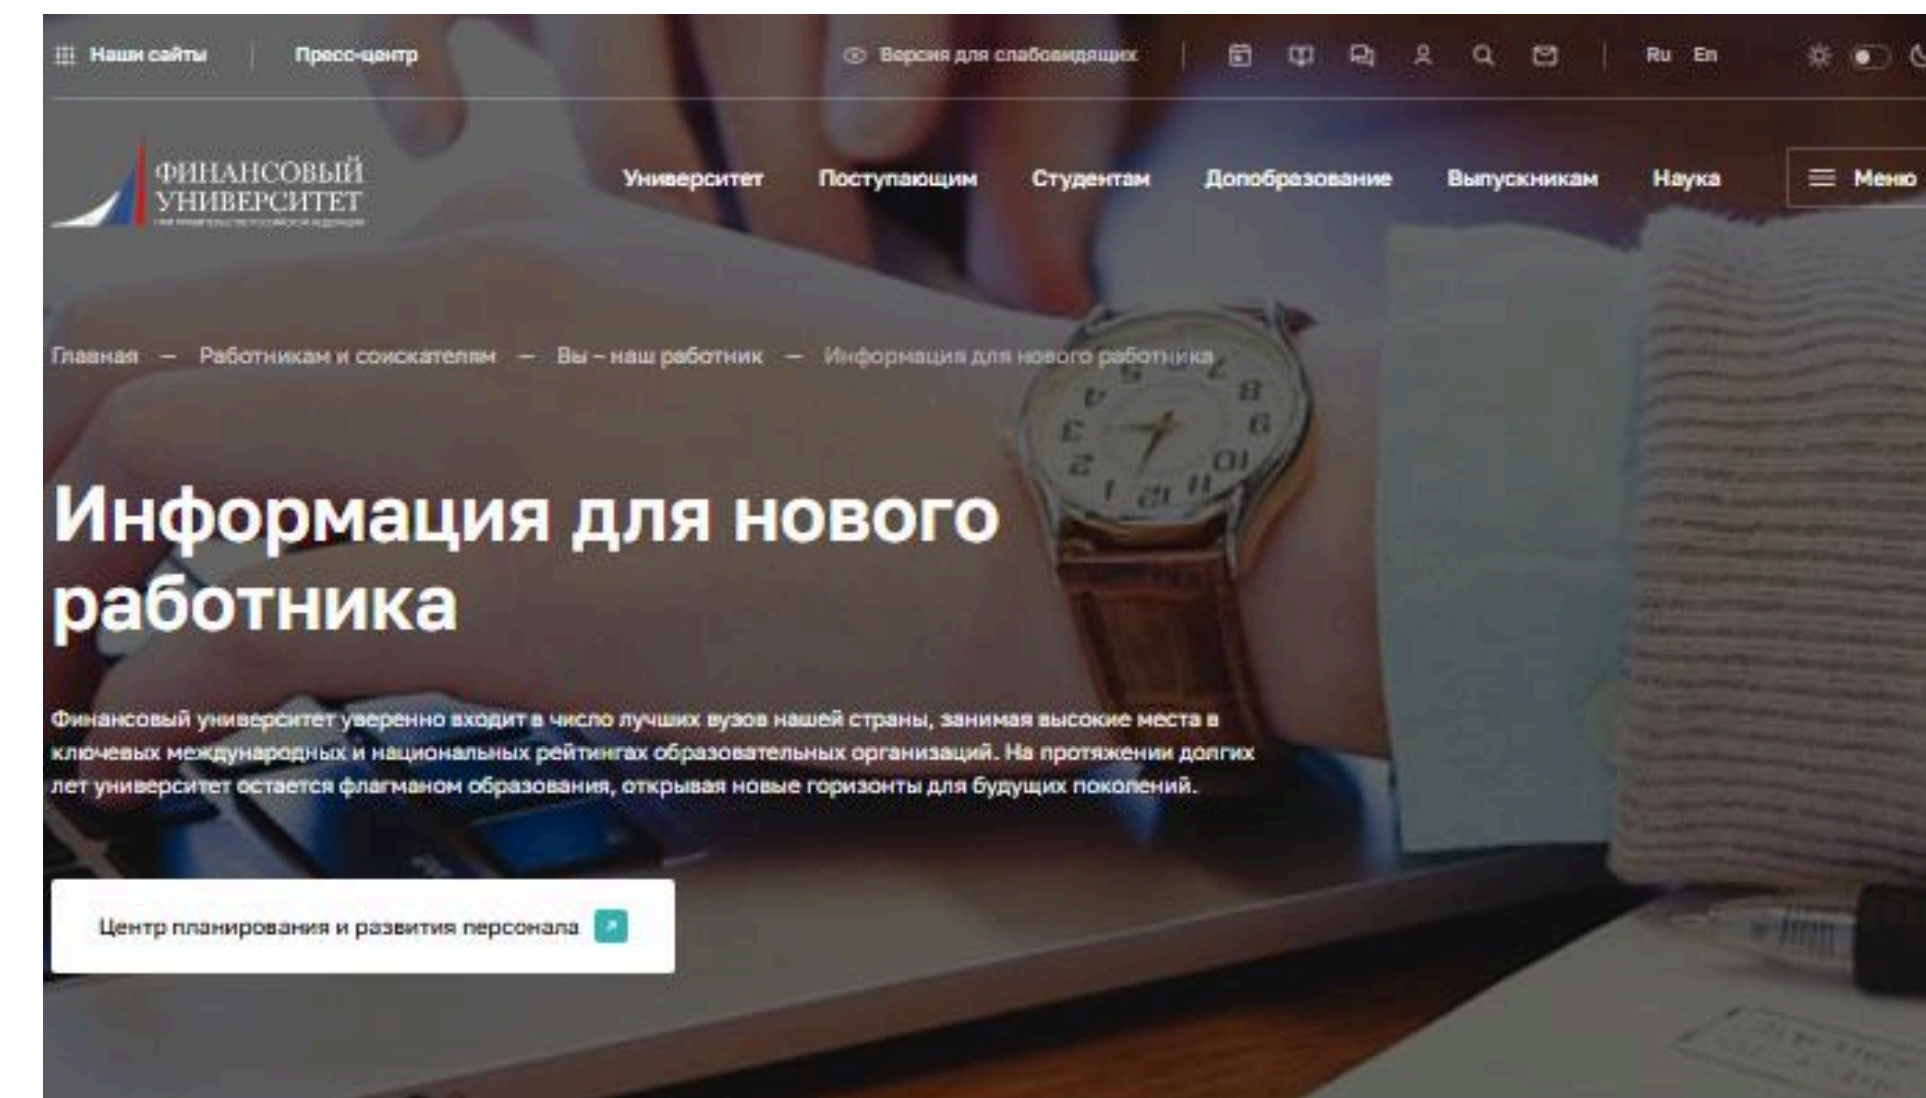 Наши сайты
Пресс-центр
Версия для слабовидящих
Ru En
ФИНАНСОВЫЙ
УНИВЕРСИТЕТ
Университет
Поступающим
Студентам
Допобразование
Выпускникам
Наука
Меню
Главная — Работникам и соискателям — Вы – наш работник — Информация для нового работника
Информация для нового
работника
Финансовый университет уверенно входит в число лучших вузов нашей страны, занимая высокие места в
ключевых международных и национальных рейтингах образовательных организаций. На протяжении долгих
лет университет остается флагманом образования, открывая новые горизонты для будущих поколений.
Центр планирования и развития персонала